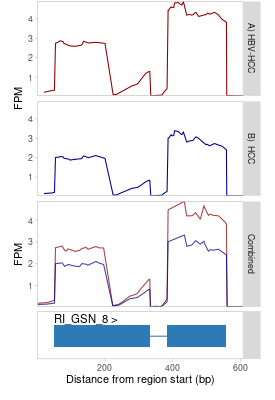 4
3
2
1
A) HBV-HCC
FPM
4
3
2
1
B) HCC
4
3
2
1
Combined
FPM
RI_GSN_8 >
200
400
600
Distance from region start (bp)